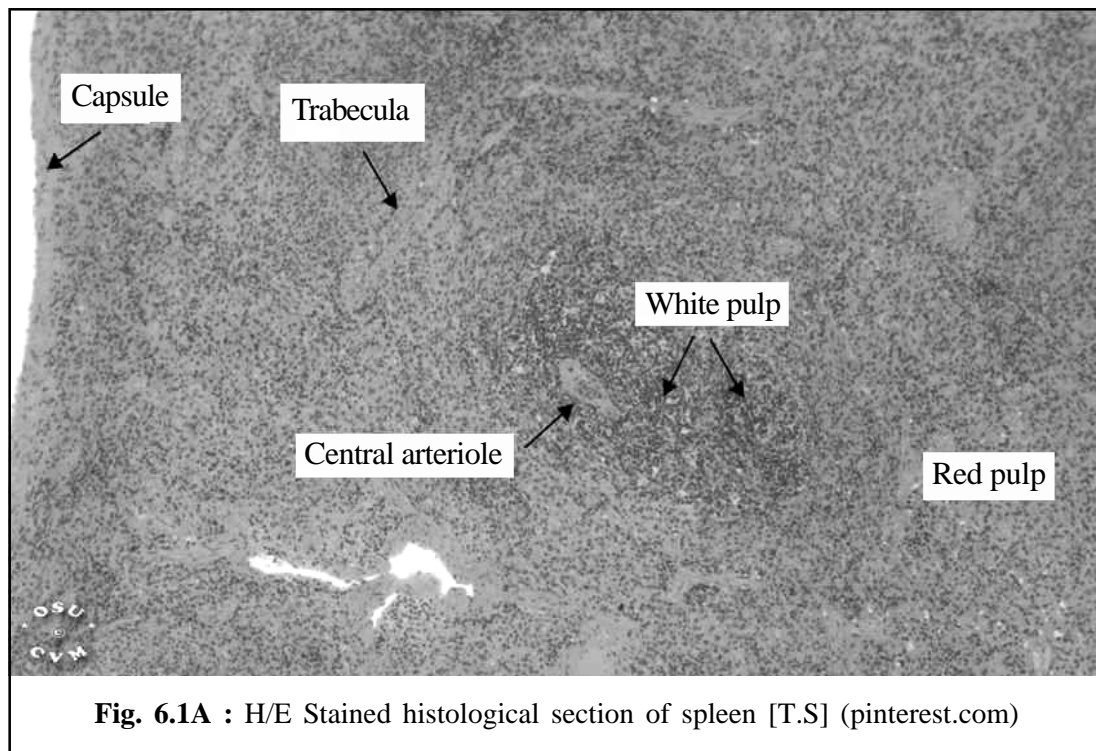 Capsule
Trabecula
White pulp
Central arteriole
Red pulp
OSU
CVM
Fig. 6.1A : H/E Stained histological section of spleen [T.S] (pinterest.com)